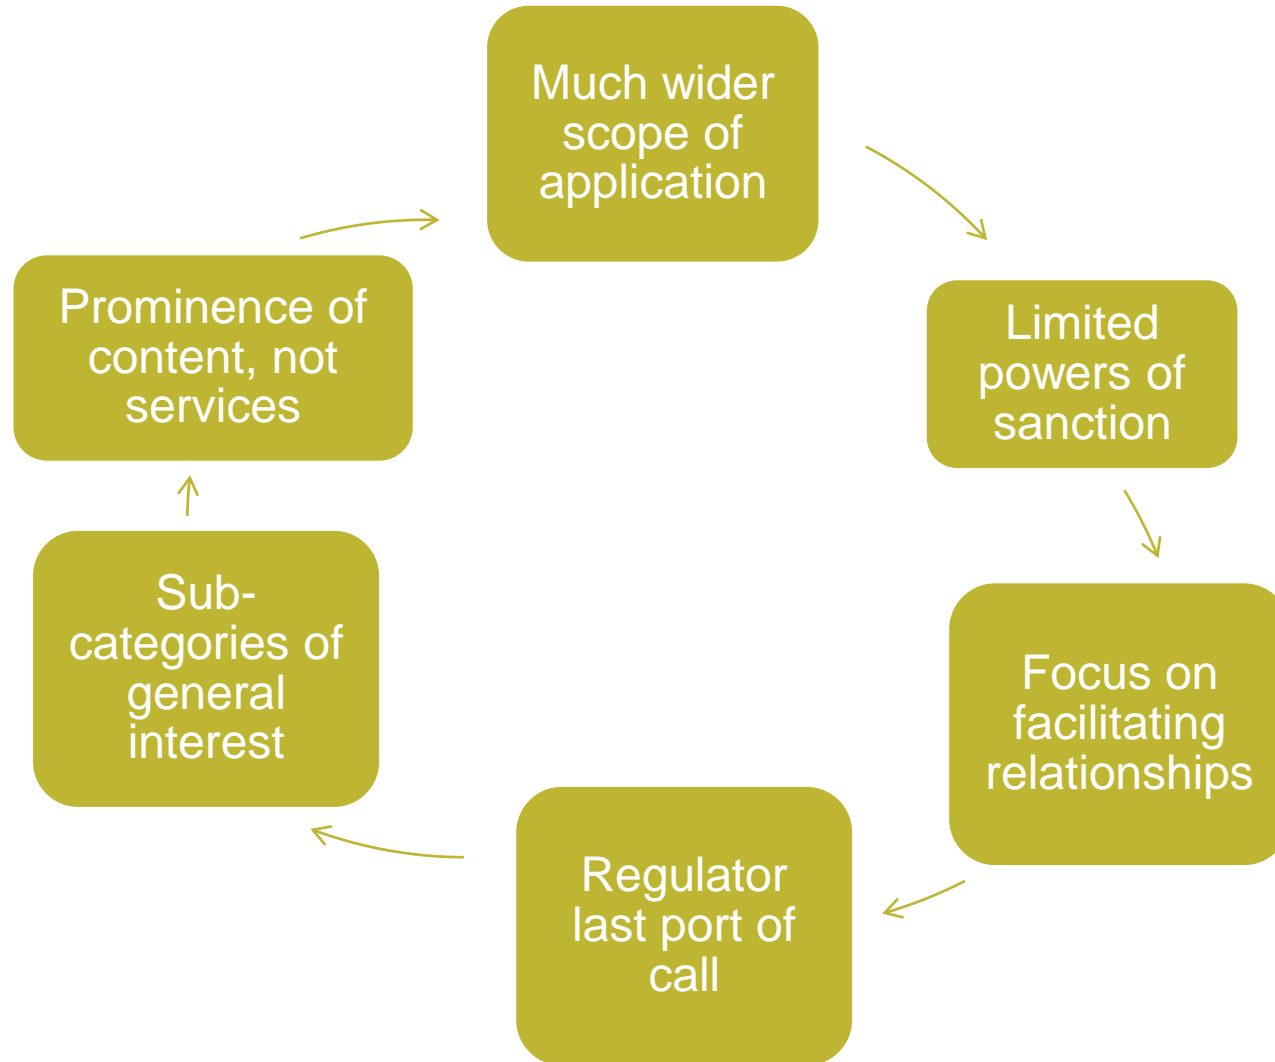 Much wider
scope of
application
Limited
powers of
sanction
Focus on
facilitating
relationships
Regulator
last port of
call
Sub-
categories of
general
interest
Prominence of
content, not
services